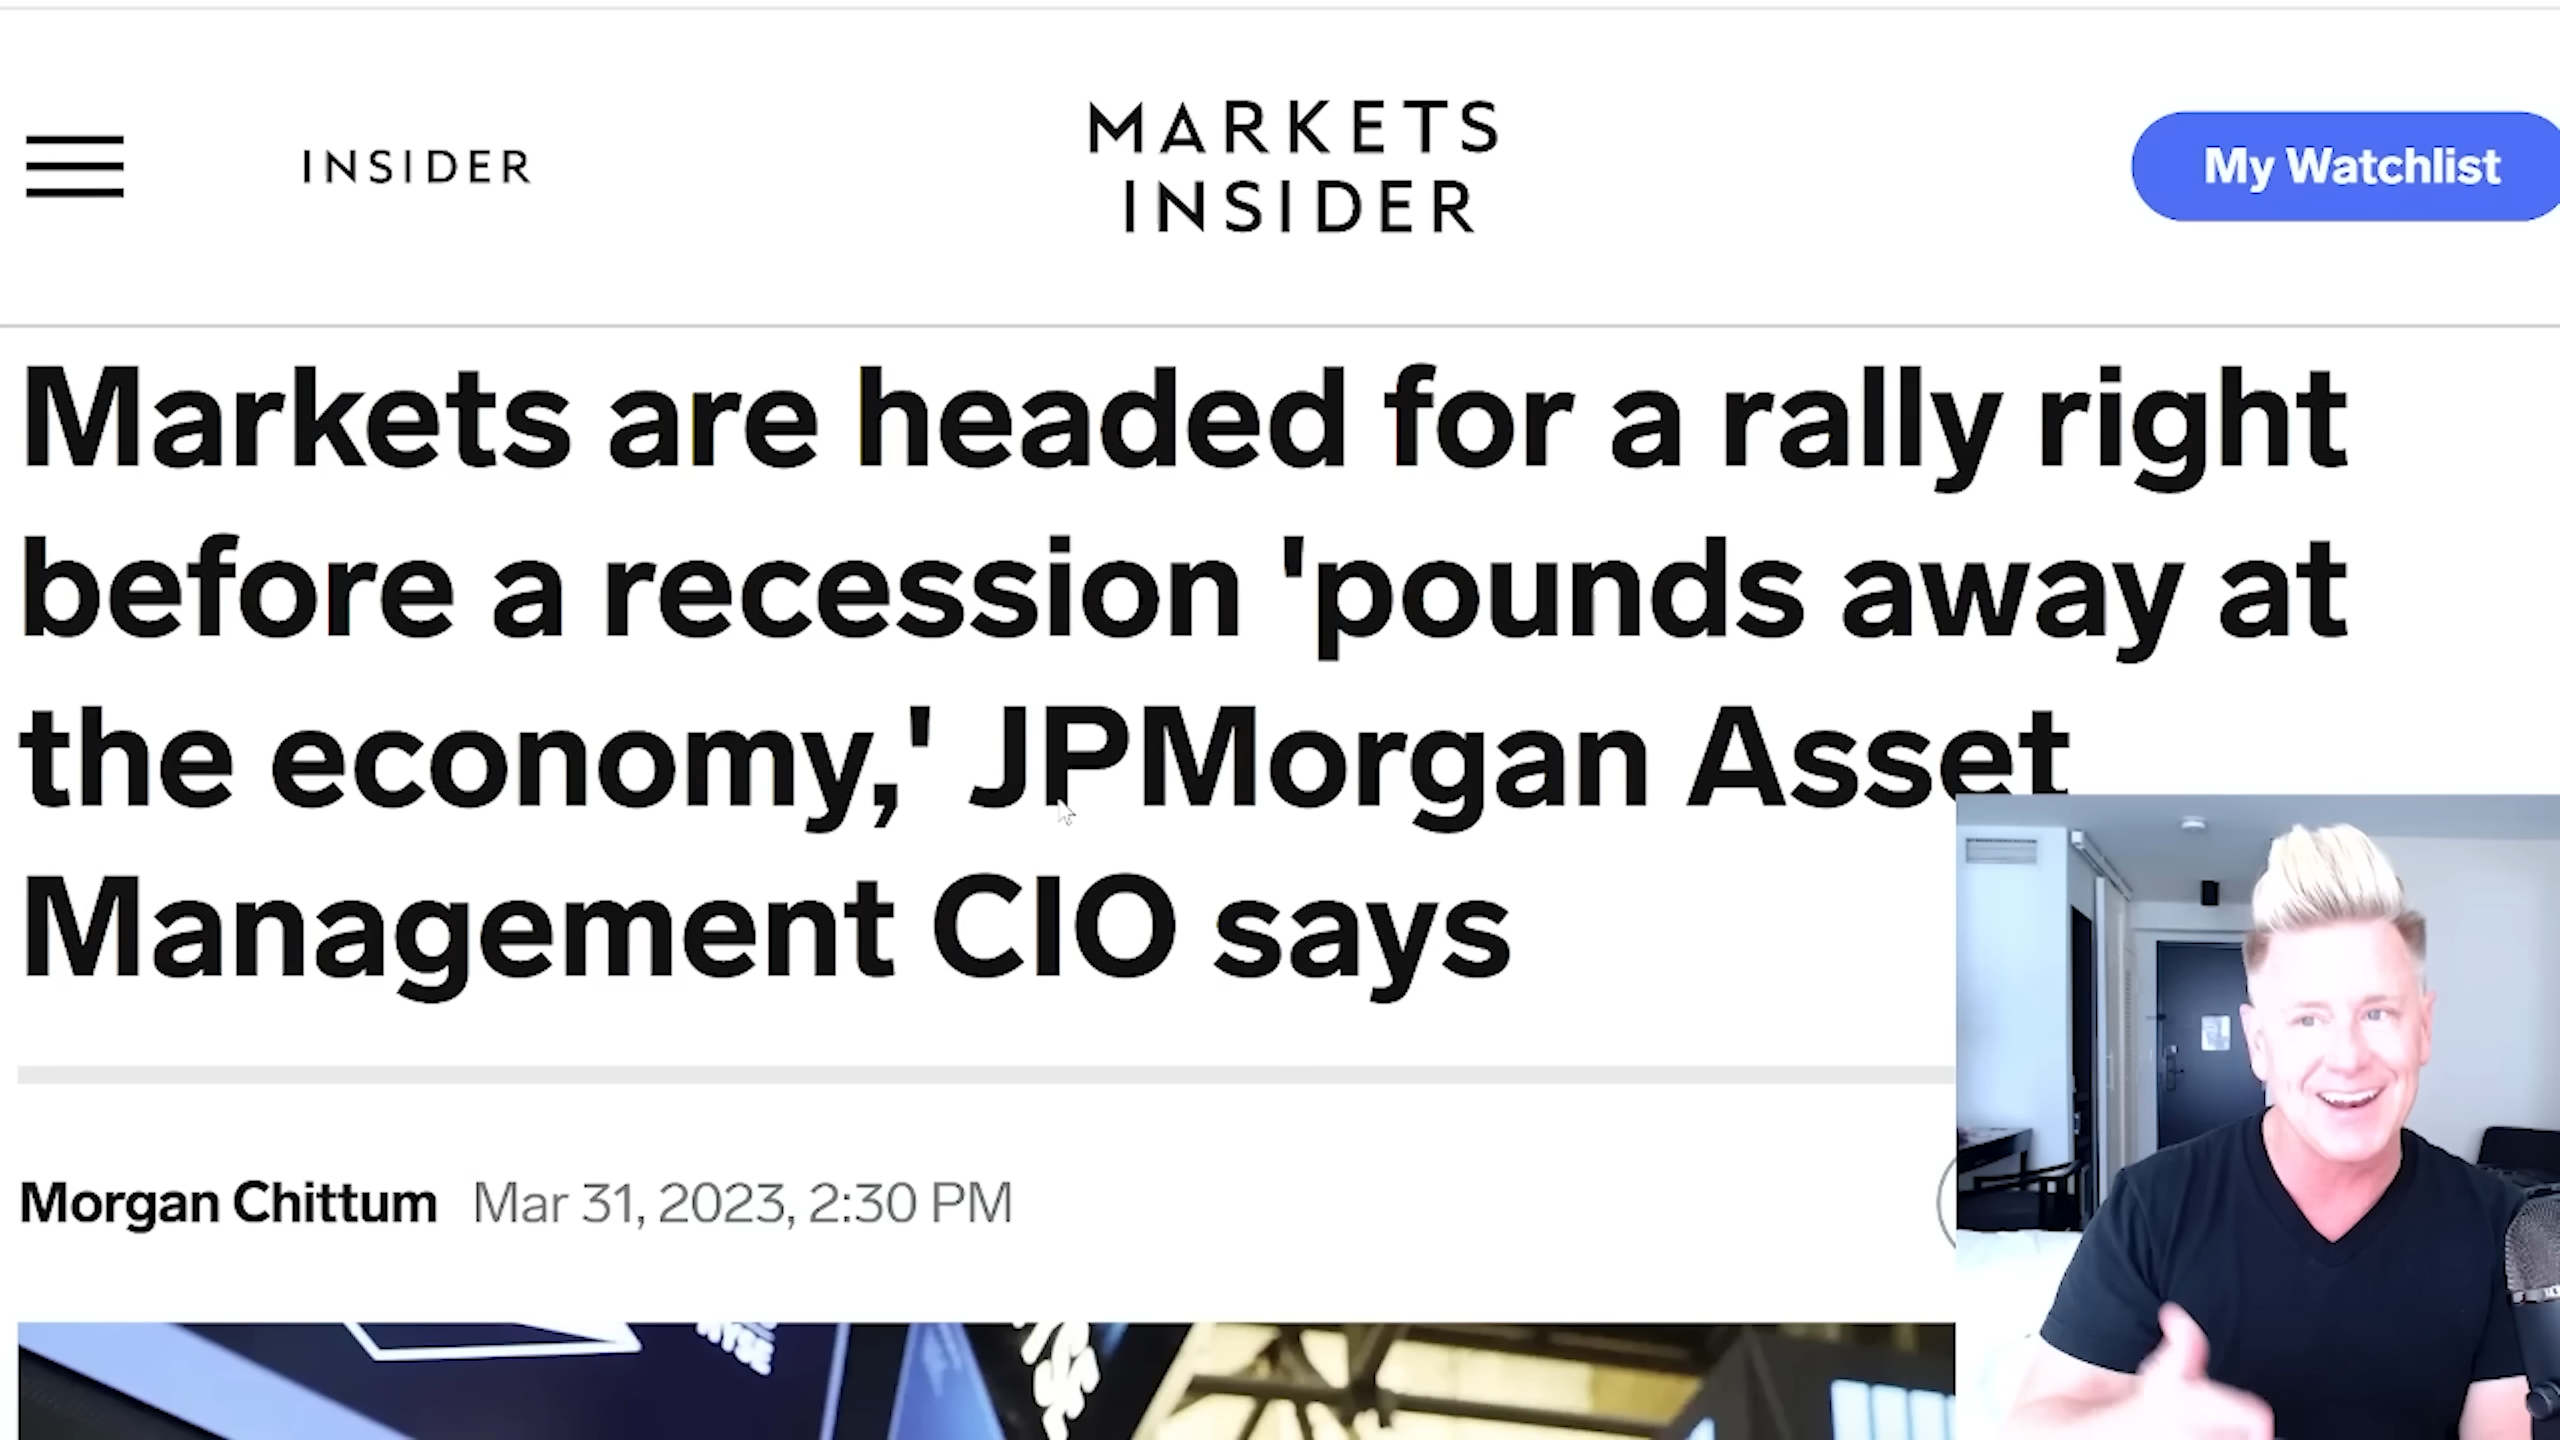 INSIDER
MARKETS
INSIDER
My Watchlist
Markets are headed for a rally right
before a recession 'pounds away at
the economy,' JPMorgan Asset
Management CIO says
Morgan Chittum Mar 31, 2023, 2:30 PM
NYSE